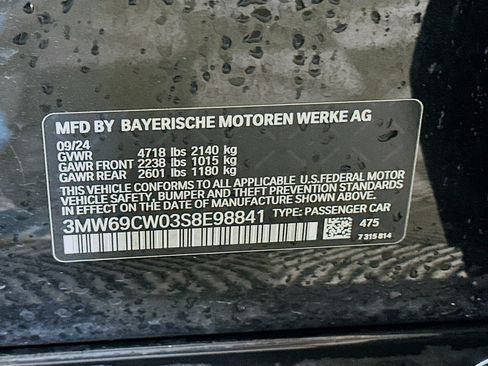 MFD BY BAYERISCHE MOTOREN WERKE AG
09/24
GVWR 4718 lbs 2140 kg
GAWR FRONT 2238 lbs 1015 kg
GAWR REAR 2601 lbs 1180 kg
THIS VEHICLE CONFORMS TO ALL APPLICABLE U.S.FEDERAL MOTOR
VEHICLE SAFETY, BUMPER AND THEFT PREVENTION STANDARDS
IN EFFECT ON THE DATE OF MANUFACTURE SHOWN ABOVE.
3MW69CW03S8E98841 TYPE: PASSENGER CAR
475
7 315 814